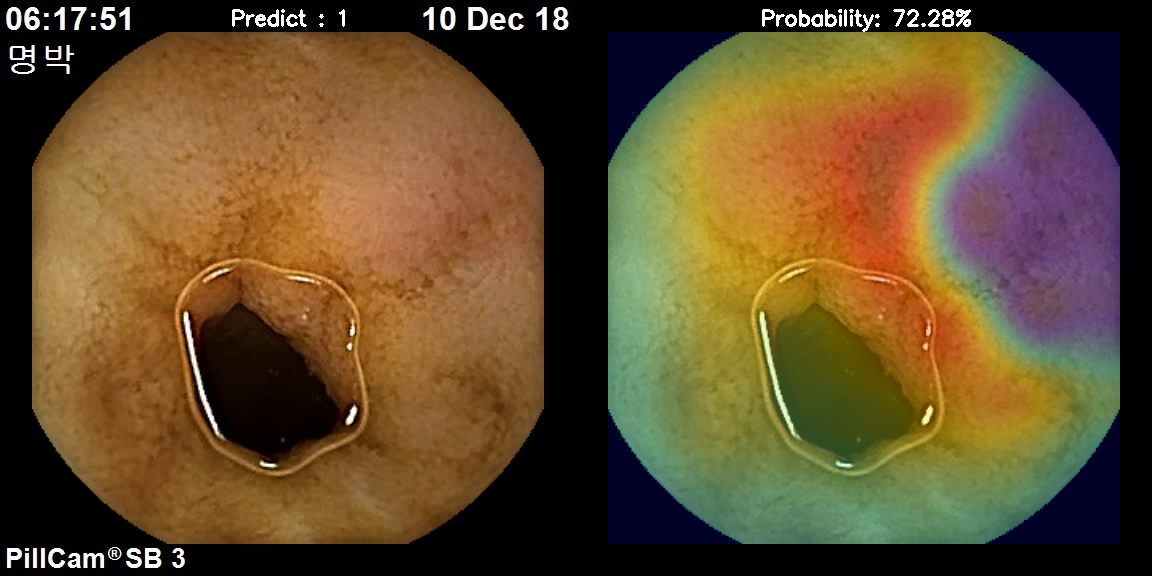 06:17:51
Predict : 1
10 Dec 18
Probability: 72.28%
명박
PillCam® SB 3